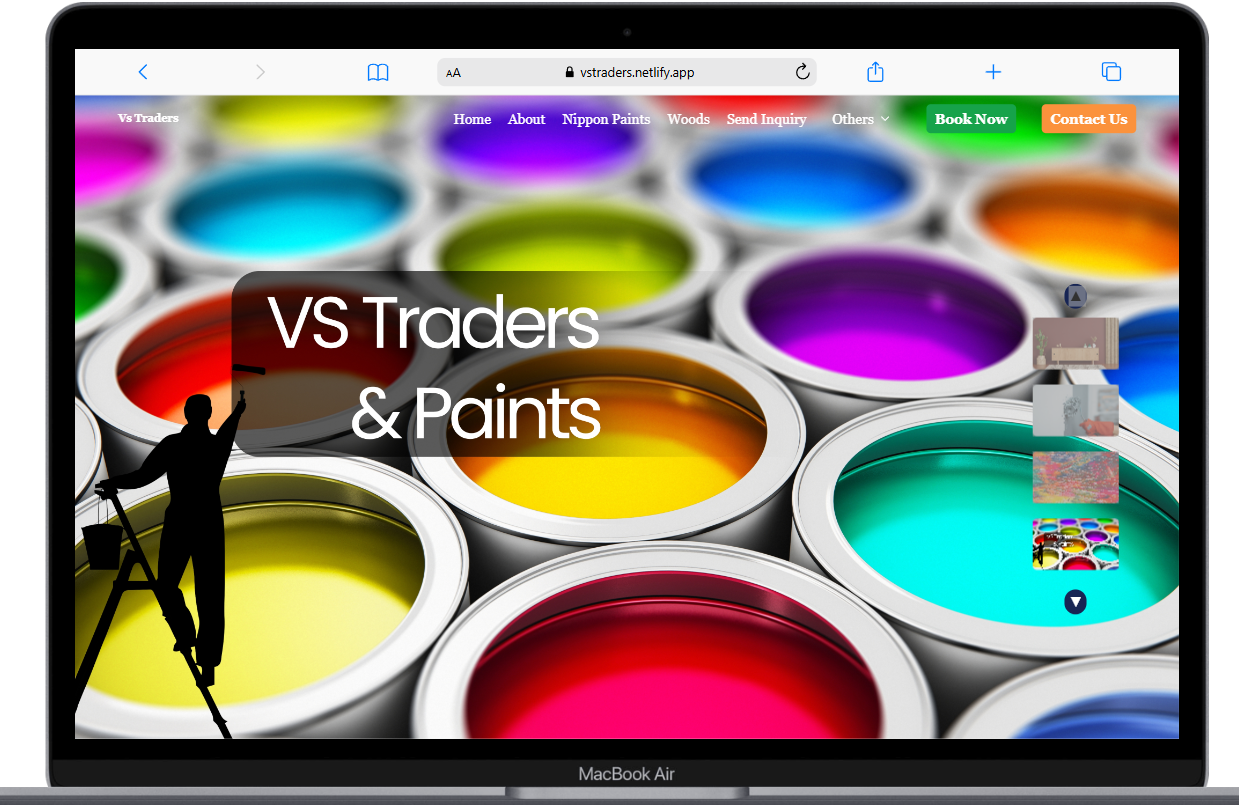 AA vstraders.netlify.app
Vs Traders Home About Nippon Paints Woods Send Inquiry Others Book Now Contact Us
VS Traders
& Paints
MacBook Air